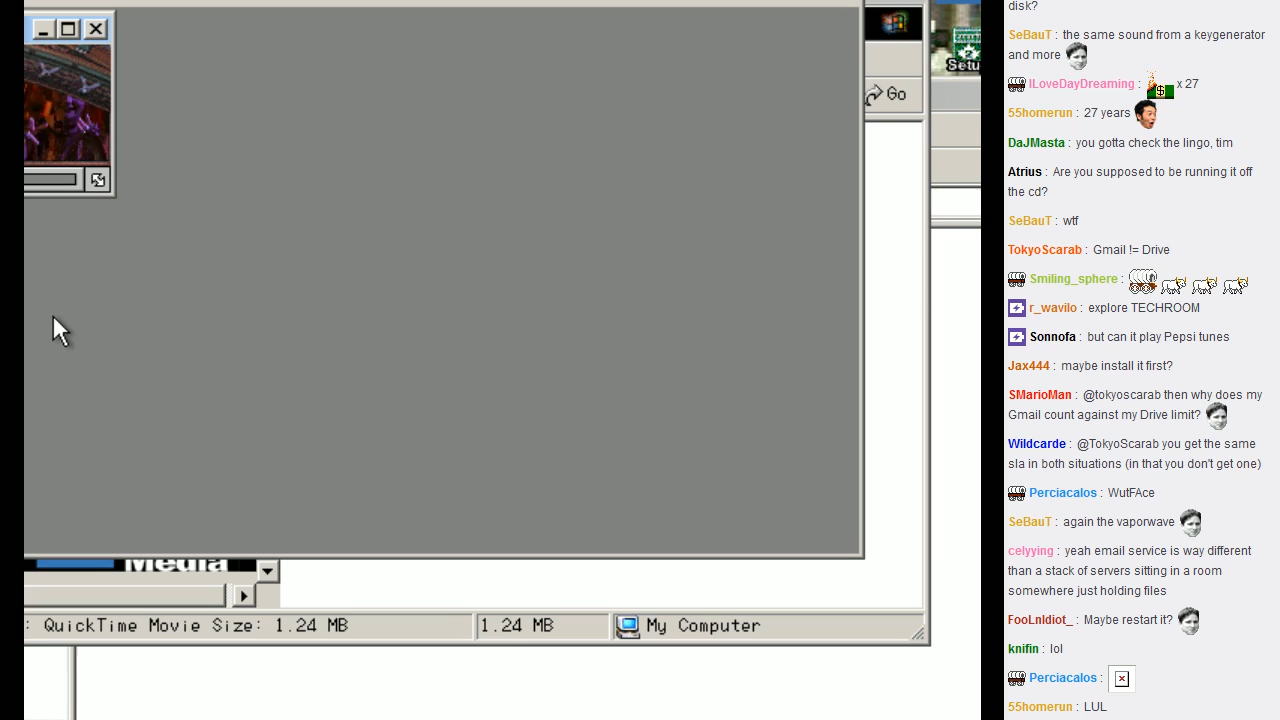 Go
Setu
Media
: QuickTime Movie Size: 1.24 MB
1.24 MB
My Computer
disk?
SeBauT : the same sound from a keygenerator
and more
ILoveDayDreaming : $ x 27
55homerun : 27 years
DaJMasta : you gotta check the lingo, tim
Atrius : Are you supposed to be running it off
the cd?
SeBauT : wtf
TokyoScarab : Gmail != Drive
Smiling_sphere :
r_wavilo : explore TECHROOM
Sonnofa : but can it play Pepsi tunes
Jax444 : maybe install it first?
SMarioMan : @tokyoscarab then why does my
Gmail count against my Drive limit?
Wildcarde : @TokyoScarab you get the same
sla in both situations (in that you don't get one)
Perciacalos : WutFAce
SeBauT : again the vaporwave
celyying : yeah email service is way different
than a stack of servers sitting in a room
somewhere just holding files
FooLnIdiot_ : Maybe restart it?
knifin : lol
Perciacalos :
55homerun : LUL